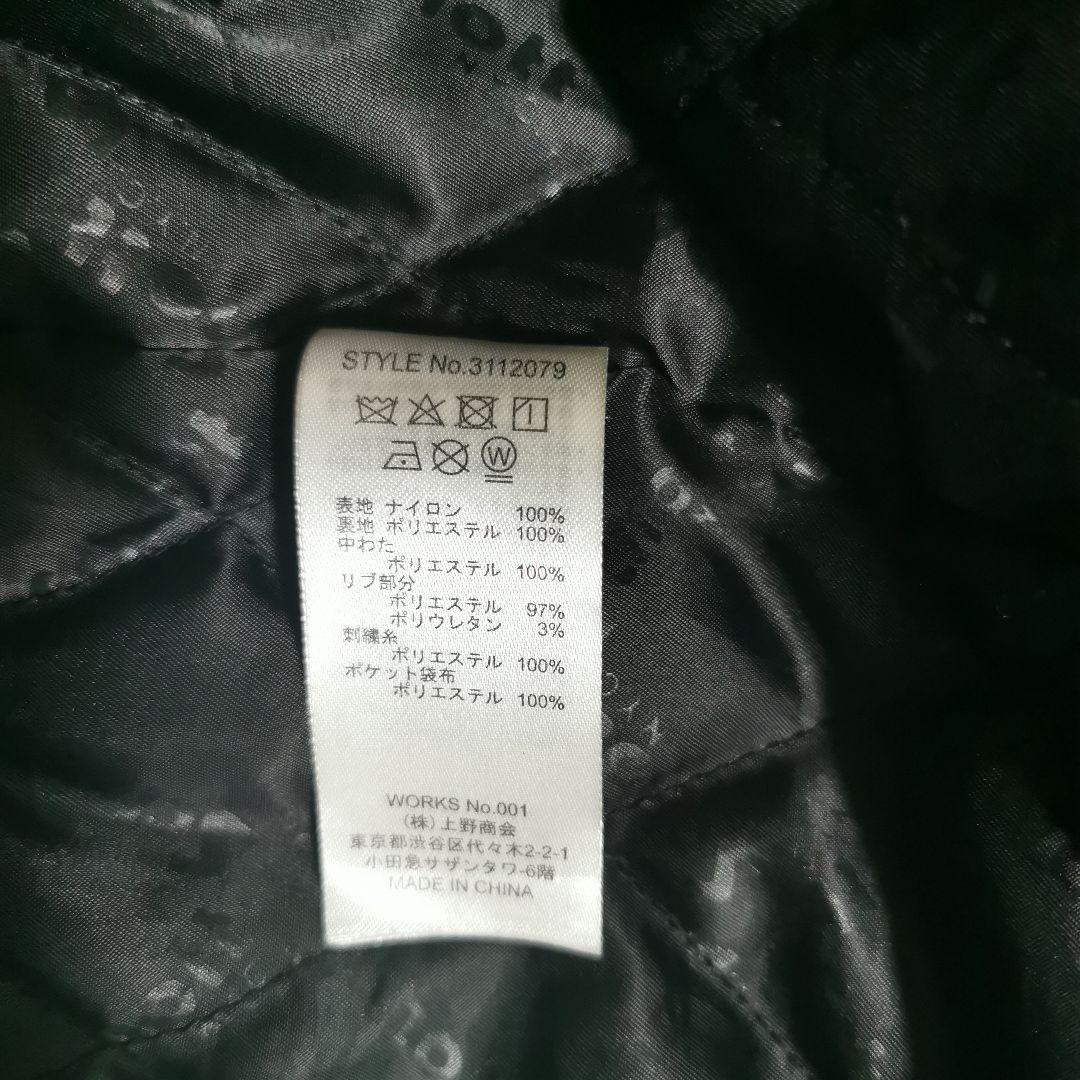 ott
STYLE No.3112079
W
表地 ナイロン 100%
裏地 ポリエステル 100%
中わた
ポリエステル 100%
リブ部分
ポリエステル 97%
ポリウレタン 3%
刺繍糸
ポリエステル 100%
ポケット袋布
ポリエステル 100%
WORKS No.001
(株)上野商会
東京都渋谷区代々木2-2-1
小田急サザンタワ-6階
MADE IN CHINA